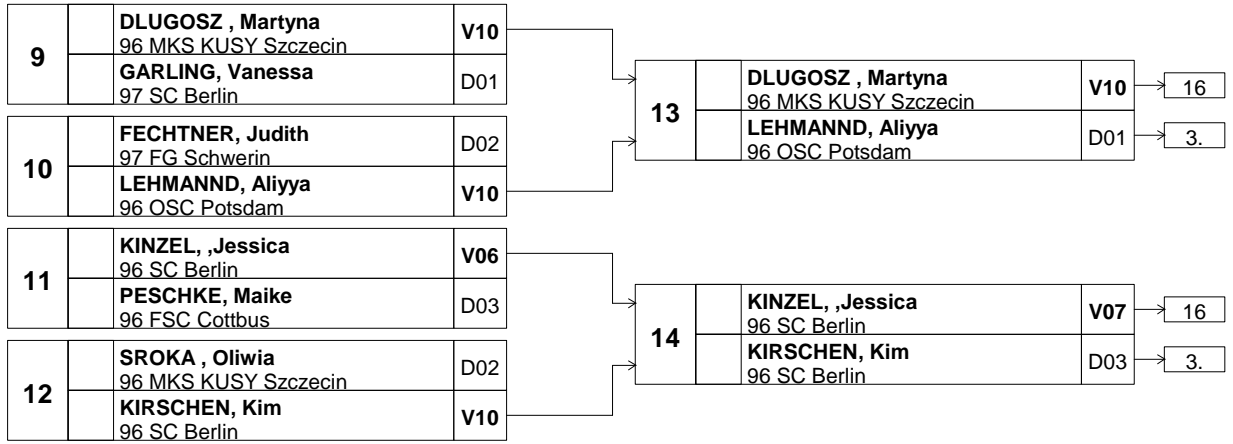 9
DLUGOSZ , Martyna
96 MKS KUSY Szczecin
V10
GARLING, Vanessa
97 SC Berlin
D01
10
FECHTNER, Judith
97 FG Schwerin
D02
LEHMANND, Aliyya
96 OSC Potsdam
V10
11
KINZEL, ,Jessica
96 SC Berlin
V06
PESCHKE, Maike
96 FSC Cottbus
D03
12
SROKA , Oliwia
96 MKS KUSY Szczecin
D02
KIRSCHEN, Kim
96 SC Berlin
V10
13
DLUGOSZ , Martyna
96 MKS KUSY Szczecin
V10
16
LEHMANND, Aliyya
96 OSC Potsdam
D01
3.
14
KINZEL, ,Jessica
96 SC Berlin
V07
16
KIRSCHEN, Kim
96 SC Berlin
D03
3.